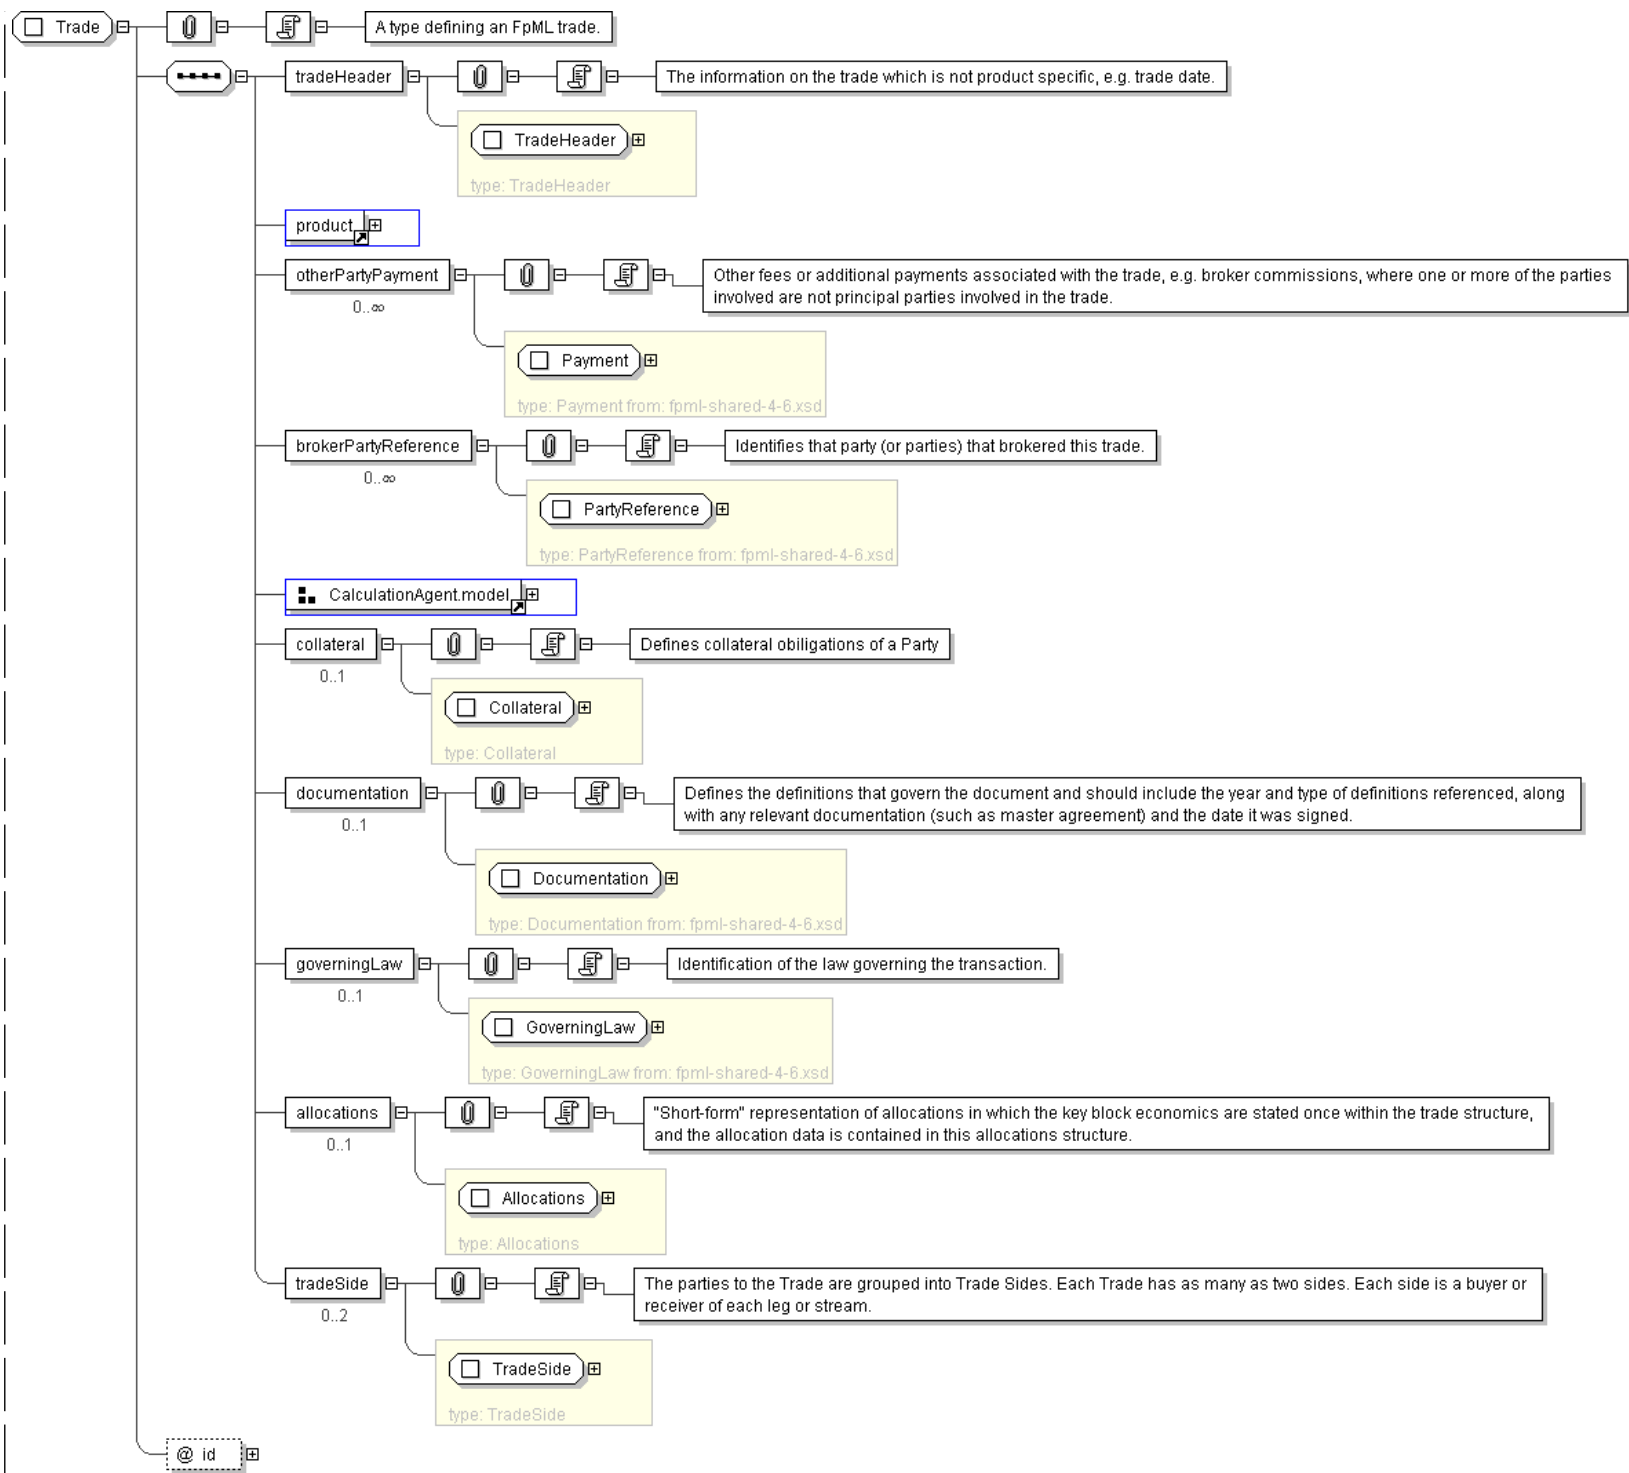 Trade
A type defining an FpML trade.
tradeHeader
The information on the trade which is not product specific, e.g. trade date.
TradeHeader
type: TradeHeader
product
otherPartyPayment
0..∞
Other fees or additional payments associated with the trade, e.g. broker commissions, where one or more of the parties
involved are not principal parties involved in the trade.
Payment
type: Payment from: fpml-shared-4-6.xsd
brokerPartyReference
0..∞
Identifies that party (or parties) that brokered this trade.
PartyReference
type: PartyReference from: fpml-shared-4-6.xsd
CalculationAgent.model
collateral
0..1
Defines collateral obiligations of a Party
Collateral
type: Collateral
documentation
0..1
Defines the definitions that govern the document and should include the year and type of definitions referenced, along
with any relevant documentation (such as master agreement) and the date it was signed.
Documentation
type: Documentation from: fpml-shared-4-6.xsd
governingLaw
0..1
Identification of the law governing the transaction.
GoverningLaw
type: GoverningLaw from: fpml-shared-4-6.xsd
allocations
0..1
"Short-form" representation of allocations in which the key block economics are stated once within the trade structure,
and the allocation data is contained in this allocations structure.
Allocations
type: Allocations
tradeSide
0..2
The parties to the Trade are grouped into Trade Sides. Each Trade has as many as two sides. Each side is a buyer or
receiver of each leg or stream.
TradeSide
type: TradeSide
@ id